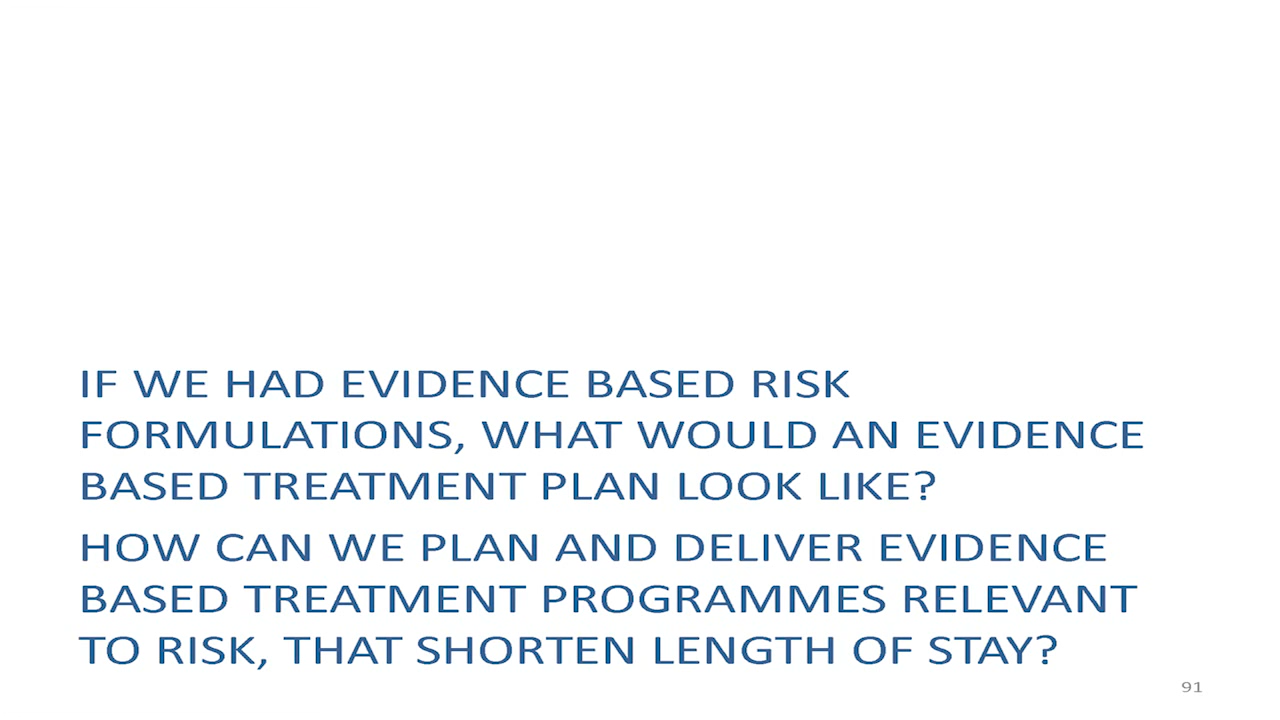 IF WE HAD EVIDENCE BASED RISK
FORMULATIONS, WHAT WOULD AN EVIDENCE
BASED TREATMENT PLAN LOOK LIKE?
HOW CAN WE PLAN AND DELIVER EVIDENCE
BASED TREATMENT PROGRAMMES RELEVANT
TO RISK, THAT SHORTEN LENGTH OF STAY?
91